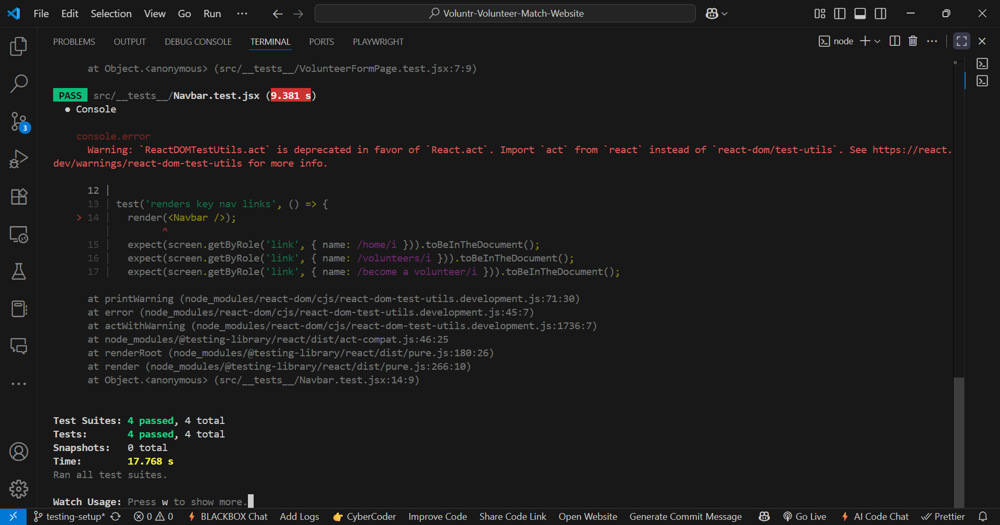 File Edit Selection View Go Run ··· Voluntr-Volunteer-Match-Website
PROBLEMS OUTPUT DEBUG CONSOLE TERMINAL PORTS PLAYWRIGHT node
at Object.<anonymous> (src/__tests__/VolunteerFormPage.test.jsx:7:9)
PASS src/__tests__/Navbar.test.jsx (9.381 s)
● Console
3
console.error
Warning: `ReactDOMTestUtils.act` is deprecated in favor of `React.act`. Import `act` from `react` instead of `react-dom/test-utils`. See https://react.
dev/warnings/react-dom-test-utils for more info.
12 |
13 | test('renders key nav links', () => {
> 14 | render(<Navbar />);
| ^
15 | expect(screen.getByRole('link', { name: /home/i })).toBeInTheDocument();
16 | expect(screen.getByRole('link', { name: /volunteers/i })).toBeInTheDocument();
17 | expect(screen.getByRole('link', { name: /become a volunteer/i })).toBeInTheDocument();
at printWarning (node_modules/react-dom/cjs/react-dom-test-utils.development.js:71:30)
at error (node_modules/react-dom/cjs/react-dom-test-utils.development.js:45:7)
at actWithWarning (node_modules/react-dom/cjs/react-dom-test-utils.development.js:1736:7)
at node_modules/@testing-library/react/dist/act-compat.js:46:25
at renderRoot (node_modules/@testing-library/react/dist/pure.js:180:26)
at render (node_modules/@testing-library/react/dist/pure.js:266:10)
at Object.<anonymous> (src/__tests__/Navbar.test.jsx:14:9)
Test Suites: 4 passed, 4 total
Tests: 4 passed, 4 total
Snapshots: 0 total
Time: 17.768 s
Ran all test suites.
Watch Usage: Press w to show more.
testing-setup* 0 0 BLACKBOX Chat Add Logs 👉 CyberCoder Improve Code Share Code Link Open Website Generate Commit Message Go Live AI Code Chat Prettier